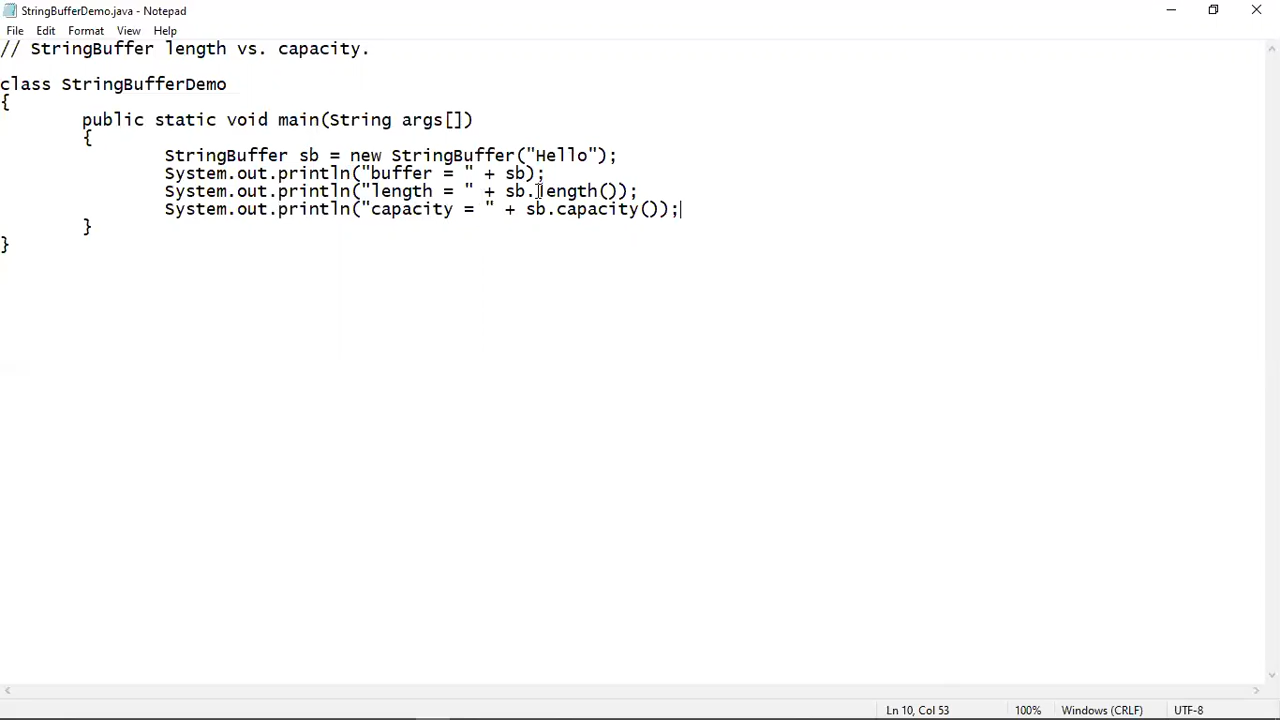 StringBufferDemo.java - Notepad
File Edit Format View Help
// StringBuffer length vs. capacity.
class StringBufferDemo
{
public static void main(String args[])
{
StringBuffer sb = new StringBuffer("Hello");
System.out.println("buffer = " + sb);
System.out.println("length = " + sb.length());
System.out.println("capacity = " + sb.capacity());
}
}
Ln 10, Col 53 100% Windows (CRLF) UTF-8